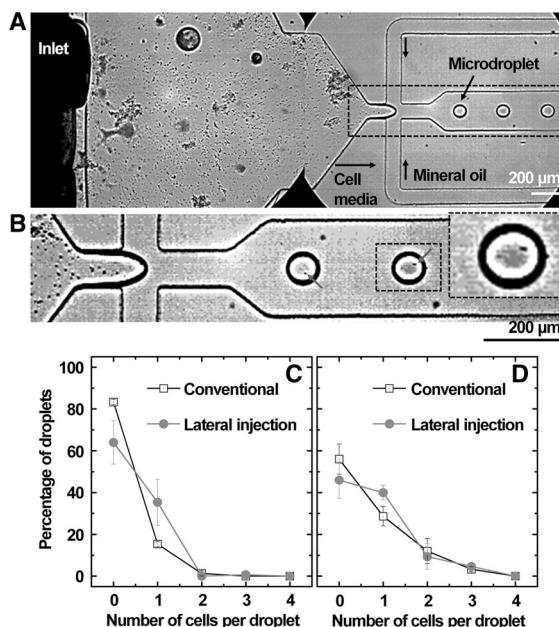 A
Inlet
Microdroplet
Cell
media
Mineral oil
200 µm
B
200 µm
C
D
Conventional
Conventional
Lateral injection
Lateral injection
Percentage of droplets
100
80
60
40
20
0
0 1 2 3 4
0 1 2 3 4
Number of cells per droplet
Number of cells per droplet